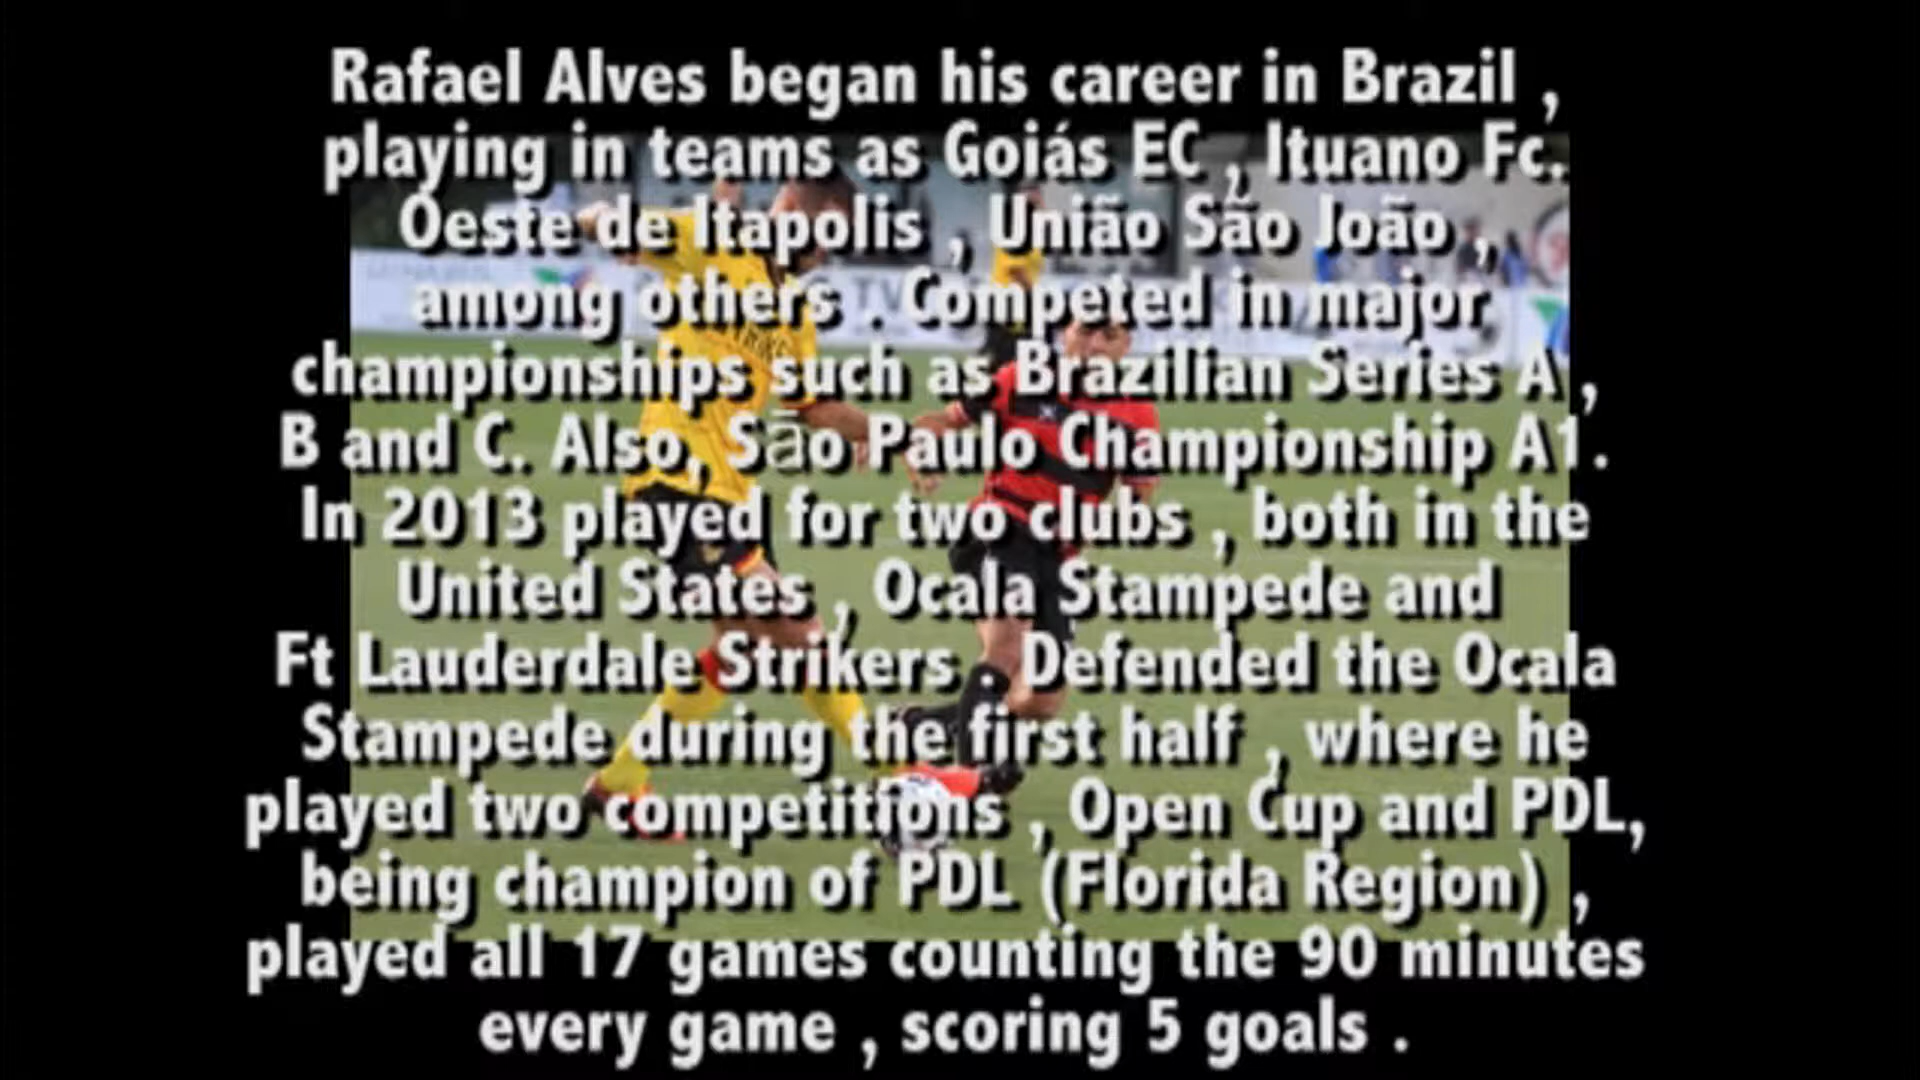 Rafael Alves began his career in Brazil ,
playing in teams as Goiás EC , Ituano Fc.
Oeste de Itapolis , União São João ,
among others . Competed in major
championships such as Brazilian Series A ,
B and C. Also, São Paulo Championship A1.
In 2013 played for two clubs , both in the
United States , Ocala Stampede and
Ft Lauderdale Strikers . Defended the Ocala
Stampede during the first half , where he
played two competitions , Open Cup and PDL,
being champion of PDL (Florida Region) ,
played all 17 games counting the 90 minutes
every game , scoring 5 goals .